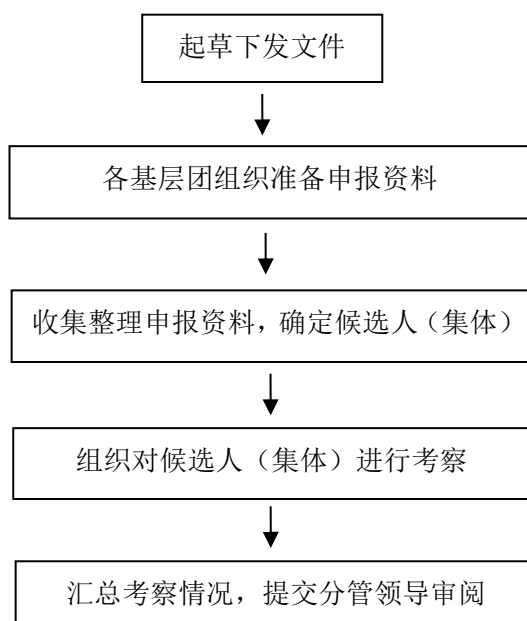 起草下发文件
各基层团组织准备申报资料
收集整理申报资料，确定候选人（集体）
组织对候选人（集体）进行考察
汇总考察情况，提交分管领导审阅